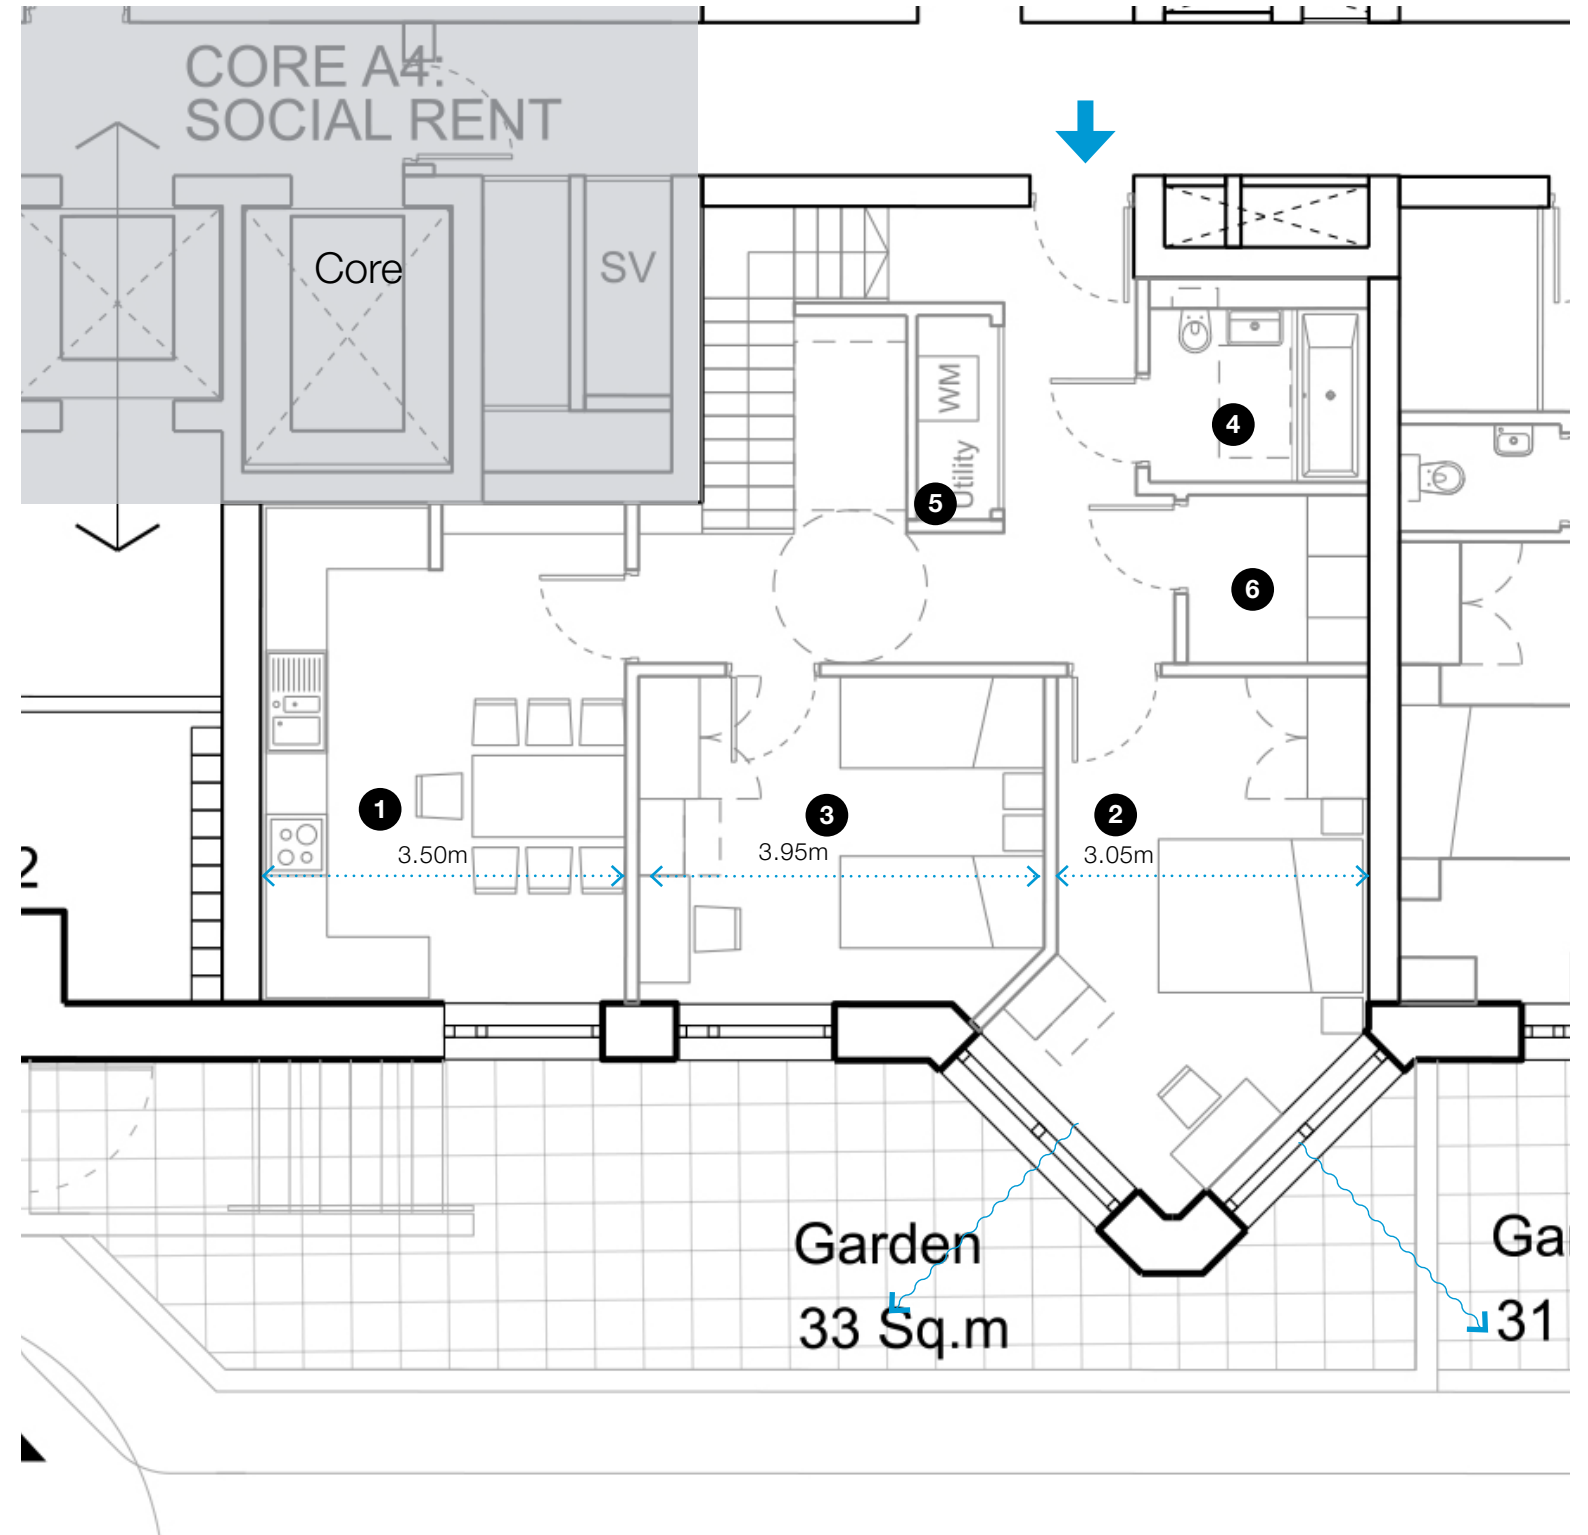 CORE A4:
SOCIAL RENT
Core
SV
WM
Utility
4
5
6
1
3
2
3.50m
3.95m
3.05m
2
Garden
33 Sq.m
Ga
31